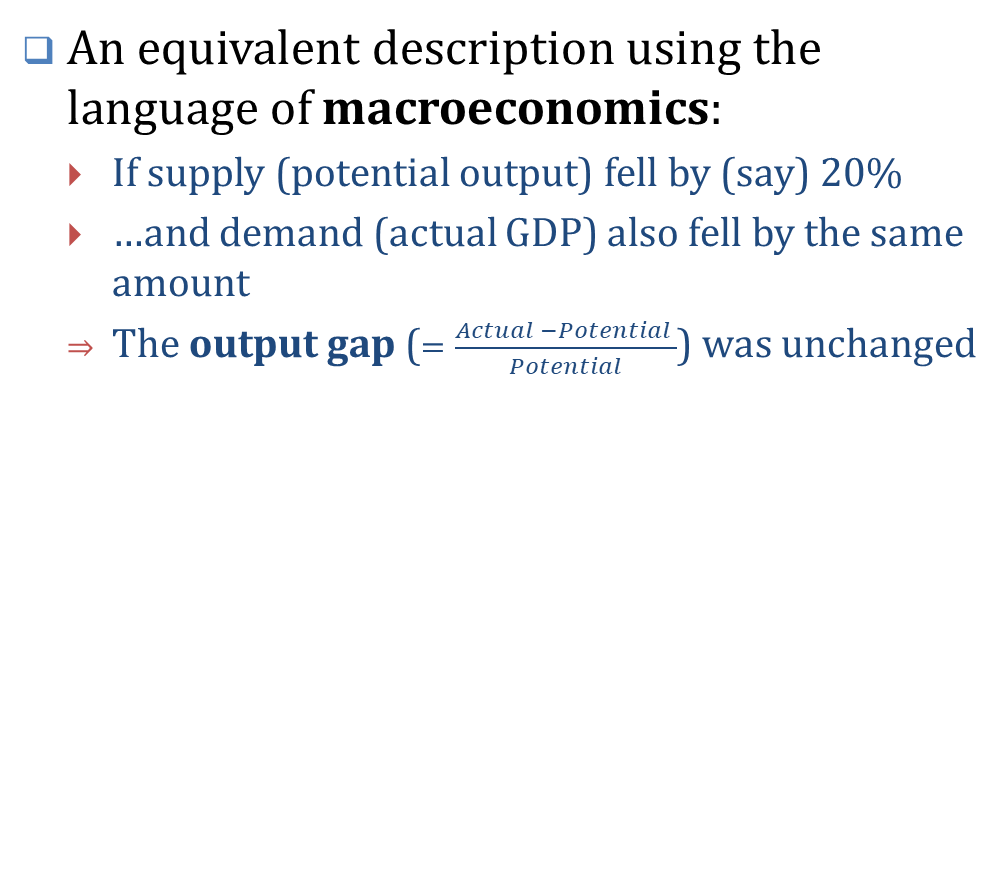 ❑ An equivalent description using the
language of macroeconomics:
‣ If supply (potential output) fell by (say) 20%
‣ …and demand (actual GDP) also fell by the same
amount
⇒ The output gap (= \frac{Actual −Potential}{Potential}) was unchanged